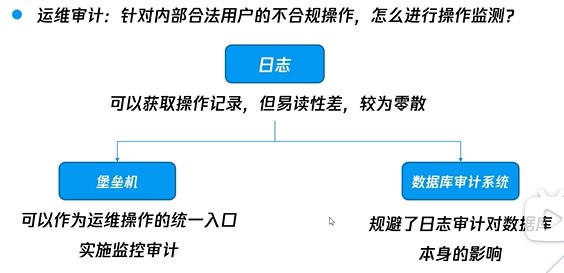 运维审计：针对内部合法用户的不合规操作，怎么进行操作监测？
日志
可以获取操作记录，但易读性差，较为零散
堡垒机
数据库审计系统
可以作为运维操作的统一入口
实施监控审计
规避了日志审计对数据库
本身的影响